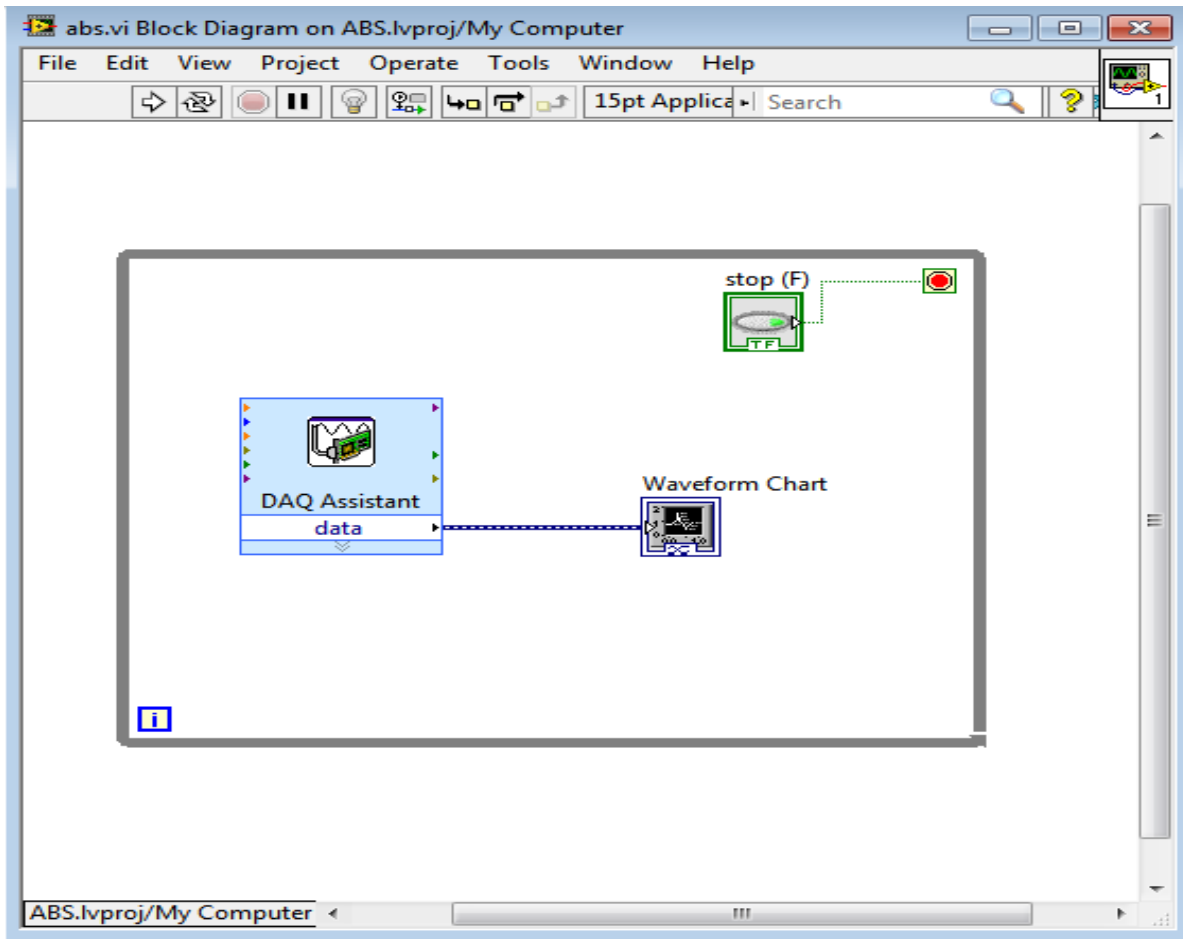 abs.vi Block Diagram on ABS.lvproj/My Computer
File Edit View Project Operate Tools Window Help
15pt Applica Search
1
stop (F)
TF
DAQ Assistant
data
Waveform Chart
i
ABS.lvproj/My Computer